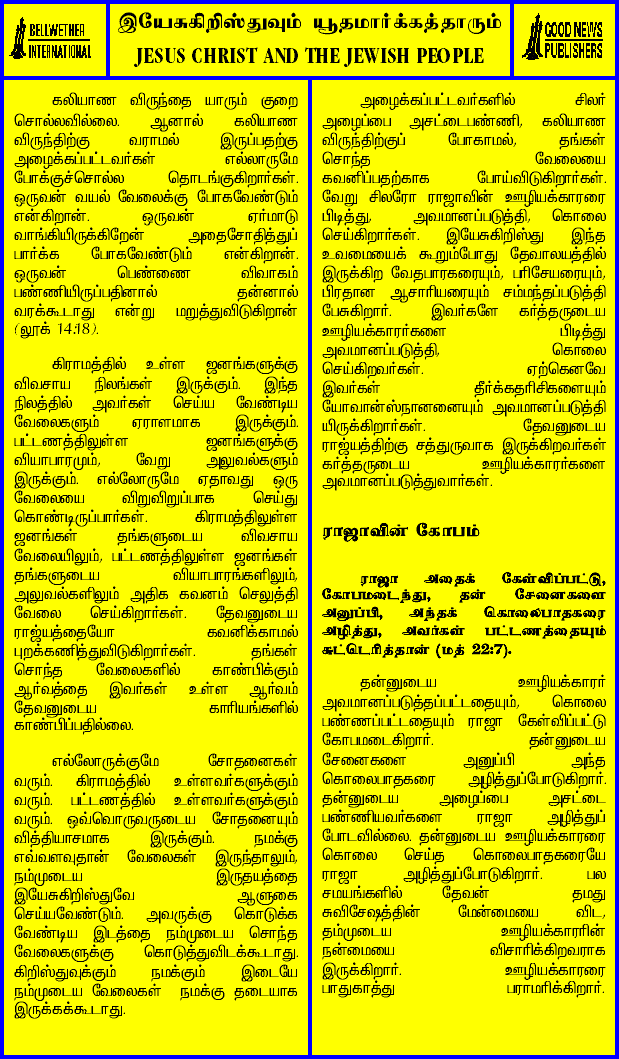 BELLWETHER
INTERNATIONAL
இயேசுகிறிஸ்துவும் யூதமார்க்கத்தாரும்
JESUS CHRIST AND THE JEWISH PEOPLE
GOOD NEWS
PUBLISHERS
கலியாண விருந்தை யாரும் குறை
சொல்லவில்லை. ஆனால் கலியாண
விருந்திற்கு வராமல் இருப்பதற்கு
அழைக்கப்பட்டவர்கள் எல்லாருமே
போக்குச்சொல்ல தொடங்குகிறார்கள்.
ஒருவன் வயல் வேலைக்கு போகவேண்டும்
என்கிறான். ஒருவன் ஏர்மாடு
வாங்கியிருக்கிறேன் அதைசோதித்துப்
பார்க்க போகவேண்டும் என்கிறான்.
ஒருவன் பெண்ணை விவாகம்
பண்ணியிருப்பதினால் தன்னால்
வரக்கூடாது என்று மறுத்துவிடுகிறான்
(லூக் 14:18).
கிராமத்தில் உள்ள ஜனங்களுக்கு
விவசாய நிலங்கள் இருக்கும். இந்த
நிலத்தில் அவர்கள் செய்ய வேண்டிய
வேலைகளும் ஏராளமாக இருக்கும்.
பட்டணத்திலுள்ள ஜனங்களுக்கு
வியாபாரமும், வேறு அலுவல்களும்
இருக்கும். எல்லோருமே ஏதாவது ஒரு
வேலையை விறுவிறுப்பாக செய்து
கொண்டிருப்பார்கள். கிராமத்திலுள்ள
ஜனங்கள் தங்களுடைய விவசாய
வேலையிலும், பட்டணத்திலுள்ள ஜனங்கள்
தங்களுடைய வியாபாரங்களிலும்,
அலுவல்களிலும் அதிக கவனம் செலுத்தி
வேலை செய்கிறார்கள். தேவனுடைய
ராஜ்யத்தையோ கவனிக்காமல்
புறக்கணித்துவிடுகிறார்கள். தங்கள்
சொந்த வேலைகளில் காண்பிக்கும்
ஆர்வத்தை இவர்கள் உள்ள ஆர்வம்
தேவனுடைய காரியங்களில்
காண்பிப்பதில்லை.
எல்லோருக்குமே சோதனைகள்
வரும். கிராமத்தில் உள்ளவர்களுக்கும்
வரும். பட்டணத்தில் உள்ளவர்களுக்கும்
வரும். ஒவ்வொருவருடைய சோதனையும்
வித்தியாசமாக இருக்கும். நமக்கு
எவ்வளவுதான் வேலைகள் இருந்தாலும்,
நம்முடைய இருதயத்தை
இயேசுகிறிஸ்துவே ஆளுகை
செய்யவேண்டும். அவருக்கு கொடுக்க
வேண்டிய இடத்தை நம்முடைய சொந்த
வேலைகளுக்கு கொடுத்துவிடக்கூடாது.
கிறிஸ்துவுக்கும் நமக்கும் இடையே
நம்முடைய வேலைகள் நமக்கு தடையாக
இருக்கக்கூடாது.
அழைக்கப்பட்டவர்களில் சிலர்
அழைப்பை அசட்டைபண்ணி, கலியாண
விருந்திற்குப் போகாமல், தங்கள்
சொந்த வேலையை
கவனிப்பதற்காக போய்விடுகிறார்கள்.
வேறு சிலரோ ராஜாவின் ஊழியக்காரரை
பிடித்து, அவமானப்படுத்தி, கொலை
செய்கிறார்கள். இயேசுகிறிஸ்து இந்த
உவமையைக் கூறும்போது தேவாலயத்தில்
இருக்கிற வேதபாரகரையும், பரிசேயரையும்,
பிரதான ஆசாரியரையும் சம்மந்தப்படுத்தி
பேசுகிறார். இவர்களே கர்த்தருடைய
ஊழியக்காரர்களை பிடித்து
அவமானப்படுத்தி, கொலை
செய்கிறவர்கள். ஏற்கெனவே
இவர்கள் தீர்க்கதரிசிகளையும்
யோவான்ஸ்நானனையும் அவமானப்படுத்தி
யிருக்கிறார்கள். தேவனுடைய
ராஜ்யத்திற்கு சத்துருவாக இருக்கிறவர்கள்
கர்த்தருடைய ஊழியக்காரர்களை
அவமானப்படுத்துவார்கள்.
ராஜாவின் கோபம்
ராஜா அதைக் கேள்விப்பட்டு,
கோபமடைந்து, தன் சேனைகளை
அனுப்பி, அந்தக் கொலைபாதகரை
அழித்து, அவர்கள் பட்டணத்தையும்
சுட்டெரித்தான் (மத் 22:7).
தன்னுடைய ஊழியக்காரர்
அவமானப்படுத்தப்பட்டதையும், கொலை
பண்ணப்பட்டதையும் ராஜா கேள்விப்பட்டு
கோபமடைகிறார். தன்னுடைய
சேனைகளை அனுப்பி அந்த
கொலைபாதகரை அழித்துப்போடுகிறார்.
தன்னுடைய அழைப்பை அசட்டை
பண்ணியவர்களை ராஜா அழித்துப்
போடவில்லை. தன்னுடைய ஊழியக்காரரை
கொலை செய்த கொலைபாதகரையே
ராஜா அழித்துப்போடுகிறார். பல
சமயங்களில் தேவன் தமது
சுவிசேஷத்தின் மேன்மையை விட,
தம்முடைய ஊழியக்காரரின்
நன்மையை விசாரிக்கிறவராக
இருக்கிறார். ஊழியக்காரரை
பாதுகாத்து பராமரிக்கிறார்.